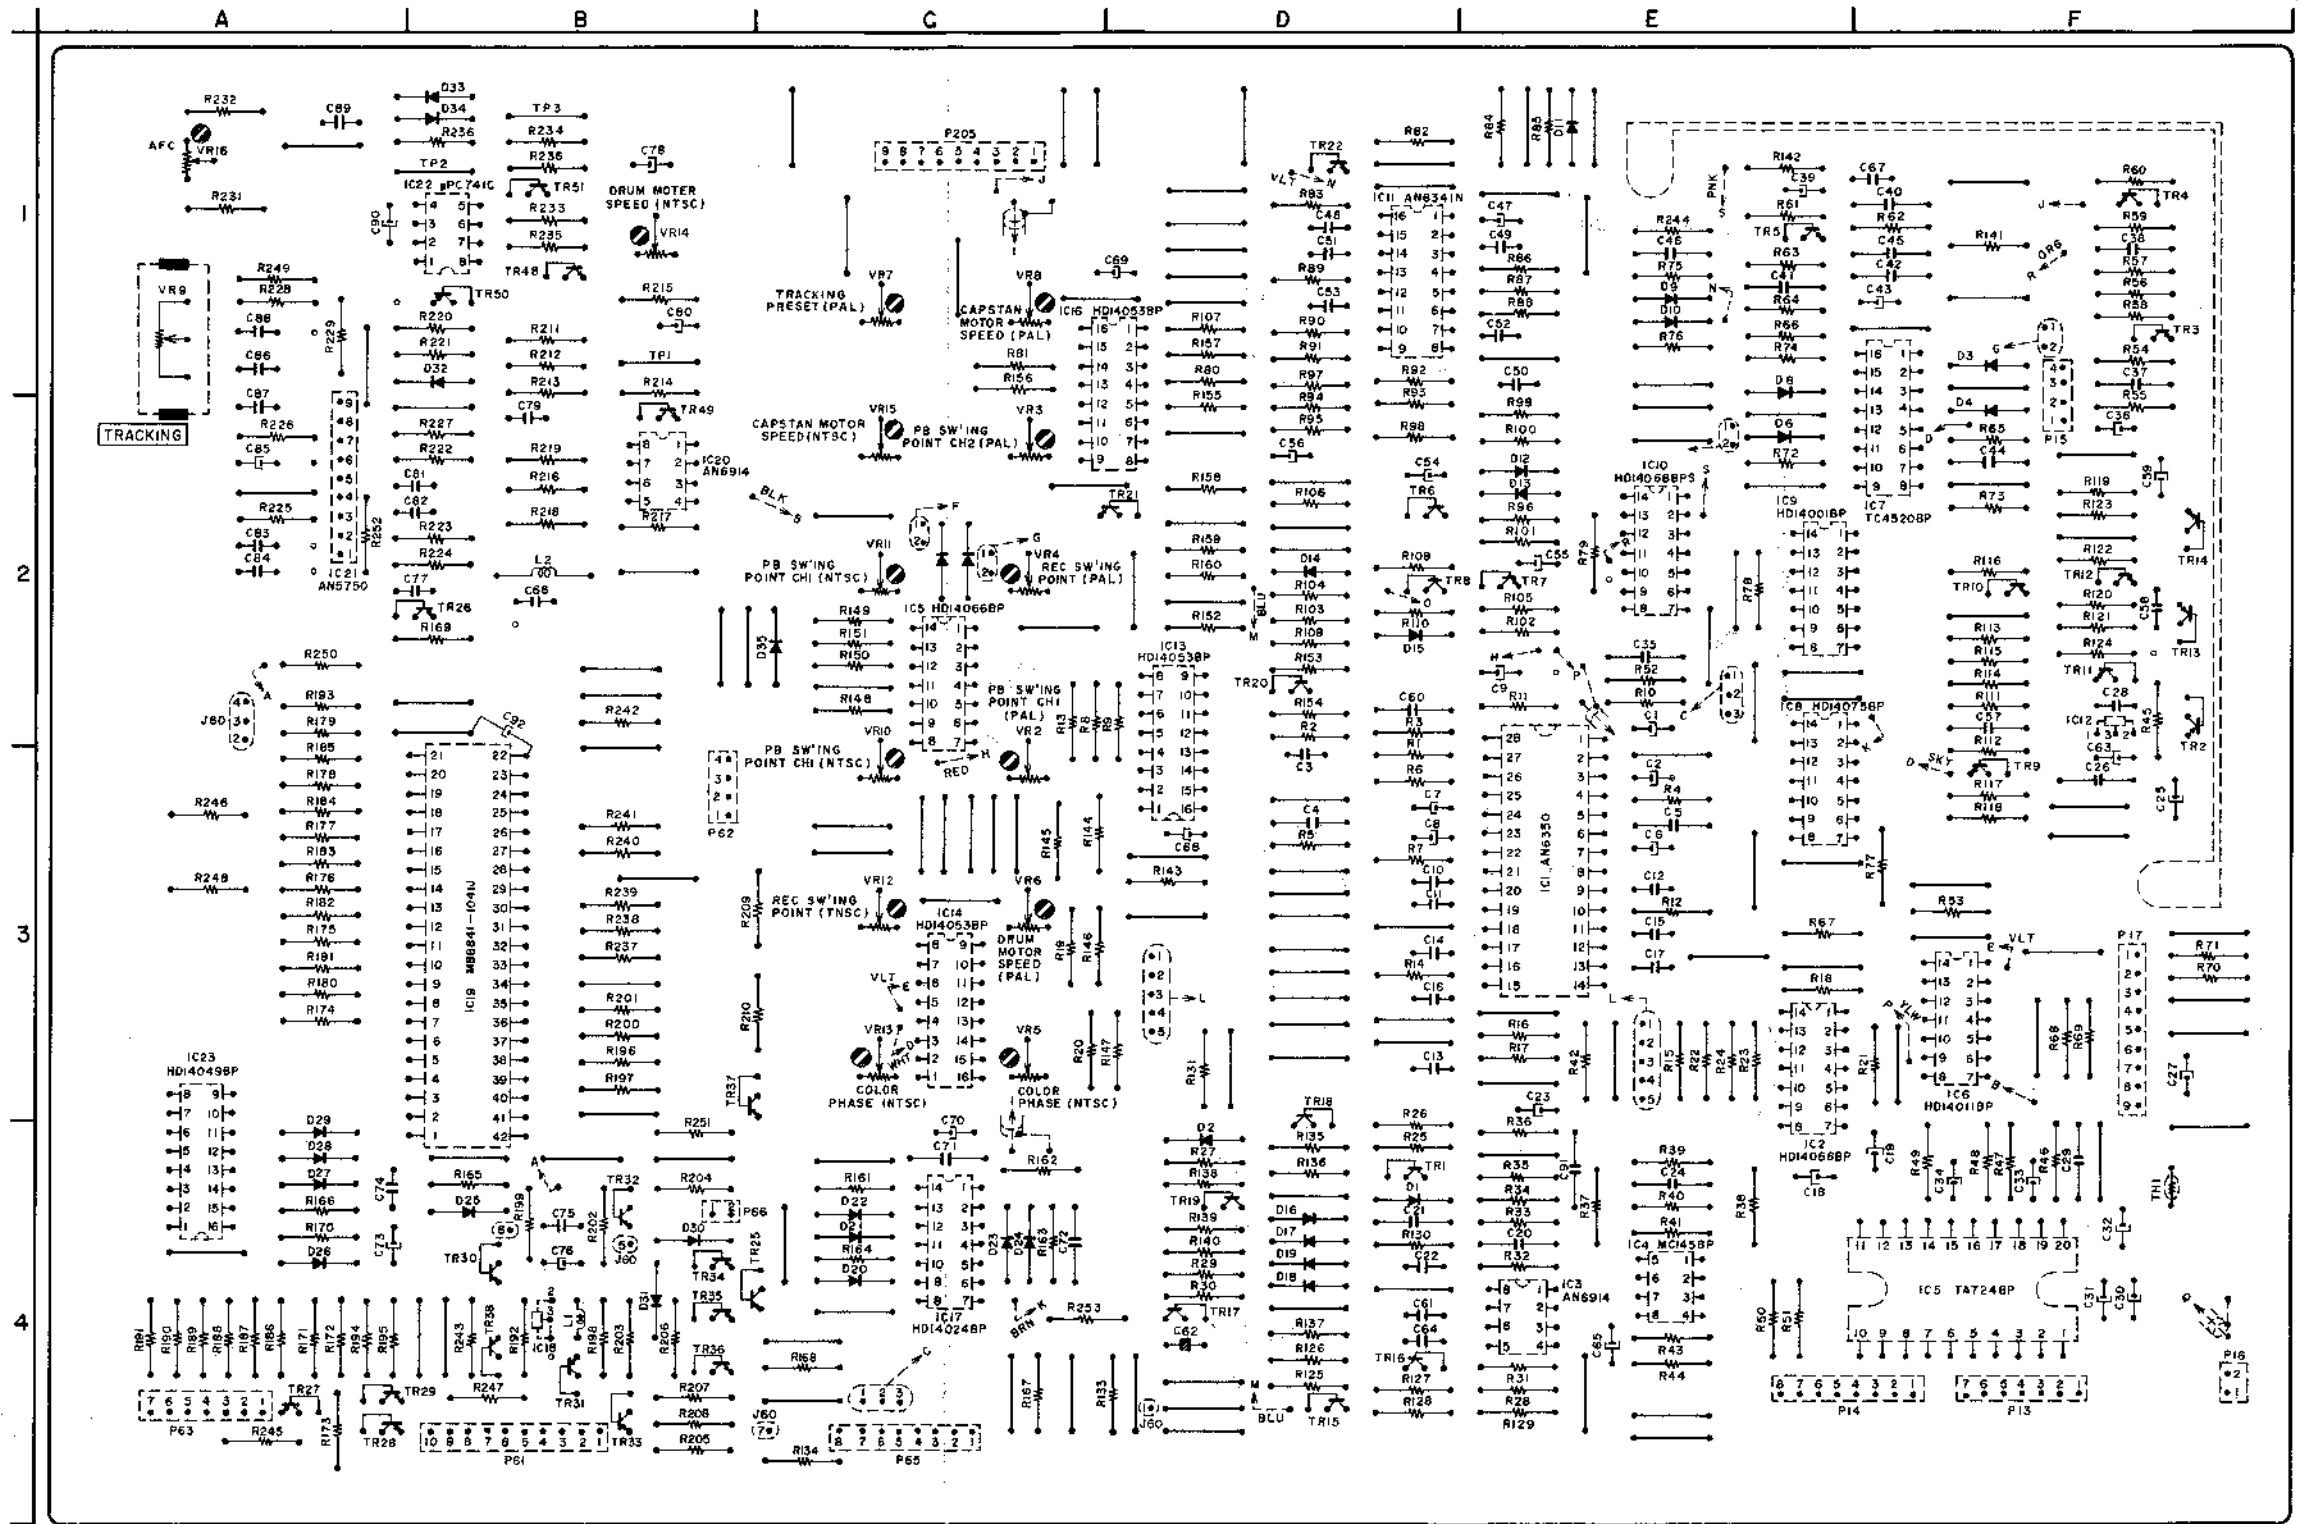 A B C D E F
1
2
3
4
R232
AFC
VR16
R231
C89
D33
D34
R236
TP2
TP3
R234
R236
TR51
IC22 μPC741C
C90
R233
R235
TR48
TR50
C78
DRUM MOTER
SPEED (NTSC)
VR14
R249
VR9
R228
C88
R229
C86
C87
TRACKING
R226
C85
R225
C83
C84
IC21
AN5750
R252
R220
R221
D32
R227
R222
C81
C82
R223
R224
C77
TR26
R169
R211
R212
R213
C79
R219
R216
R218
L2
R215
C80
TP1
R214
TR49
IC20
AN6914
R217
P205
9 8 7 6 5 4 3 2 1
J
VR7
TRACKING
PRESET (PAL)
VR8
CAPSTAN
MOTOR
SPEED (PAL)
R81
R156
VR15
CAPSTAN MOTOR
SPEED(NTSC)
VR3
PB SW'ING
POINT CH2 (PAL)
BLK
F
G
VR11
PB SW'ING
POINT CH1 (NTSC)
VR4
REC SW'ING
POINT (PAL)
C69
IC16 HD14053BP
TR21
R107
R157
R80
R155
R158
R159
R160
R152
TR22
VLT
N
R83
C48
C51
R89
C53
R90
R91
R97
R94
R95
C56
R106
D14
R104
R103
R109
R153
TR20
R154
R2
C3
BLU
M
R82
IC11 AN6341N
R92
R93
R98
C54
TR6
R108
TR8
R110
D15
R84
R85
D11
C47
C49
R86
R87
R88
C52
C50
R99
R100
D12
D13
R96
R101
C55
TR7
R105
R102
H
C9
R11
P
PNK
S
R244
C46
R75
D9
D10
R76
N
IC10
HD14068BPS
R79
R78
C35
R52
R10
C1
R142
C39
R61
TR5
R63
C41
R64
R66
R74
D8
D6
R72
IC9
HD14001BP
C67
C40
R62
C45
C42
C43
IC7
TC4520BP
R141
D3
D4
R65
C44
R73
R116
TR10
R113
R115
R114
R111
C57
R112
TR9
R117
R118
SKY
D
R60
TR4
R59
C38
R57
R56
R58
TR3
R54
C37
R55
C36
ORG
R
J
G
P15
R119
R123
R122
TR12
R120
R121
R124
TR11
C28
IC12
C63
C26
C59
C58
TR14
TR13
R45
TR2
C25
R250
A
J60
R193
R179
R185
R178
R184
R177
R183
R176
R182
R175
R181
R180
R174
R246
R248
C92
IC19 MB8841-1041J
R242
R241
R240
R239
R238
R237
R201
R200
R196
R197
P62
D35
R149
R151
R150
R148
IC5 HD14066BP
PB SW'ING
POINT CH1
(PAL)
VR2
VR10
PB SW'ING
POINT CH1 (NTSC)
RED
H
R13
R8
R9
IC13
HD14053BP
C68
R145
R144
R143
C4
R5
C60
R3
R1
R6
C7
C8
R7
C10
C11
C14
R14
C16
C13
IC1 AN6350
C2
R4
C5
C6
C12
R12
C15
C17
IC8 HD14075BP
K
R77
R67
R18
R53
VR12
REC SW'ING
POINT (TNSC)
VR6
DRUM
MOTOR
SPEED
(PAL)
IC14
HD14053BP
VLT
E
VR13
WHT
D
COLOR
PHASE (NTSC)
VR5
COLOR
PHASE (NTSC)
R209
R210
TR37
R19
R146
R20
R147
L
R131
R16
R17
R42
C23
R15
R22
R24
R23
R21
YLW
P
E
VLT
IC6
HD14011BP
B
R68
R69
P17
R71
R70
C27
IC23
HD14049BP
D29
D28
D27
R166
R170
D26
C74
C73
R165
D25
R199
TR30
A
C75
C76
R202
TR32
J60
R251
R204
P66
D30
TR34
TR35
TR25
D31
R206
TR36
C70
C71
R162
R161
D22
D21
R164
D20
IC17
HD14024BP
D23
D24
R163
C72
BRN
K
R253
D2
R27
R138
TR19
R139
R140
R29
R30
TR17
C62
TR18
R135
R136
D16
D17
D19
D18
R137
R126
R125
TR15
M
BLU
R26
R25
TR1
D1
C21
R130
C22
C61
C64
TR16
R127
R128
R36
R35
R34
R33
C20
R32
C91
R37
IC3
AN6914
R31
R28
R129
C65
R39
C24
R40
R41
IC4 MC1458P
R43
R44
R38
IC2
HD14066BP
C18
C19
R50
R51
R49
C34
R48
R47
C33
R46
C29
TH1
C32
IC5 TA7248P
C31
C30
P16
R191
R190
R189
R188
R187
R186
R171
R172
R194
R195
R243
TR38
R192
IC18
L1
R198
R203
TR27
P63
R245
R173
TR29
TR28
R247
TR31
P61
TR33
R207
R208
R205
R168
J60
R134
P65
G
R167
R133
J60
P14
P13